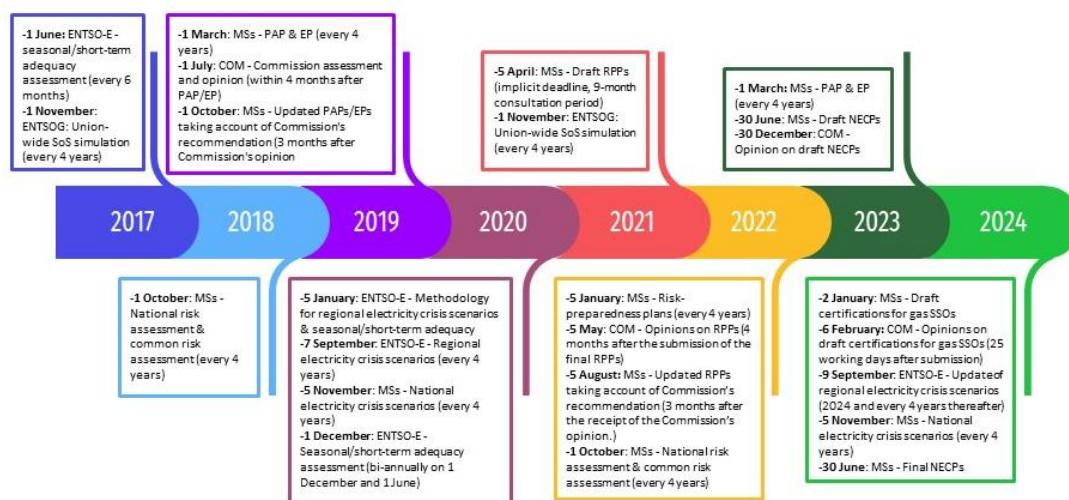 -1 June: ENTSO-E -
seasonal/short-term
adequacy
assessment (every 6
months)
-1 November:
ENTSOG: Union-
wide SoS simulation
(every 4 years)
-1 March: MSs - PAP & EP (every 4
years)
-1 July: COM - Commission assessment
and opinion (within 4 months after
PAP/EP)
-1 October: MSs - Updated PAPs/EPs
taking account of Commission's
recommendation (3 months after
Commission's opinion
-5 April: MSs - Draft RPPs
(implicit deadline, 9-month
consultation period)
-1 November: ENTSOG:
Union-wide SoS simulation
(every 4 years)
-1 March: MSs - PAP & EP
(every 4 years)
-30 June: MSs - Draft NECPs
-30 December: COM -
Opinion on draft NECPs
2017
2018
2019
2020
2021
2022
2023
2024
-1 October: MSs -
National risk
assessment &
common risk
assessment (every 4
years)
-5 January: ENTSO-E - Methodology
for regional electricity crisis scenarios
& seasonal/short-term adequacy
-7 September: ENTSO-E - Regional
electricity crisis scenarios (every 4
years)
-5 November: MSs - National
electricity crisis scenarios (every 4
years)
-1 December: ENTSO-E -
Seasonal/short-term adequacy
assessment (bi-annually on 1
December and 1 June)
-5 January: MSs - Risk-
preparedness plans (every 4 years)
-5 May: COM - Opinions on RPPs (4
months after the submission of the
final RPPs)
-5 August: MSs - Updated RPPs
taking account of Commission's
recommendation (3 months after
the receipt of the Commission's
opinion.)
-1 October: MSs - National risk
assessment & common risk
assessment (every 4 years)
-2 January: MSs - Draft
certifications for gas SSOs
-6 February: COM - Opinions on
draft certifications for gas SSOs (25
working days after submission)
-9 September: ENTSO-E - Update of
regional electricity crisis scenarios
(2024 and every 4 years thereafter)
-5 November: MSs - National
electricity crisis scenarios (every 4
years)
-30 June: MSs - Final NECPs